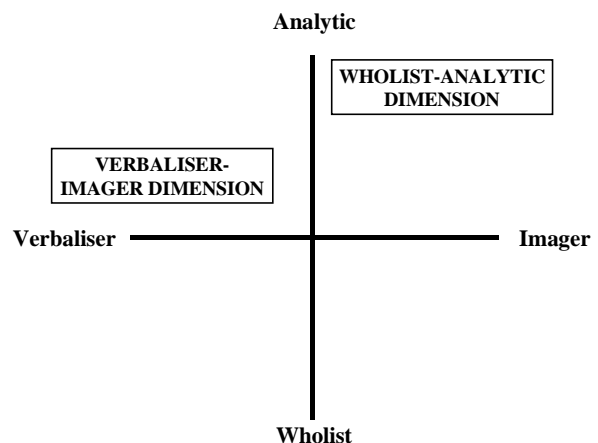 Analytic
WHOLIST-ANALYTIC
DIMENSION
VERBALISER-
IMAGER DIMENSION
Verbaliser
Imager
Wholist